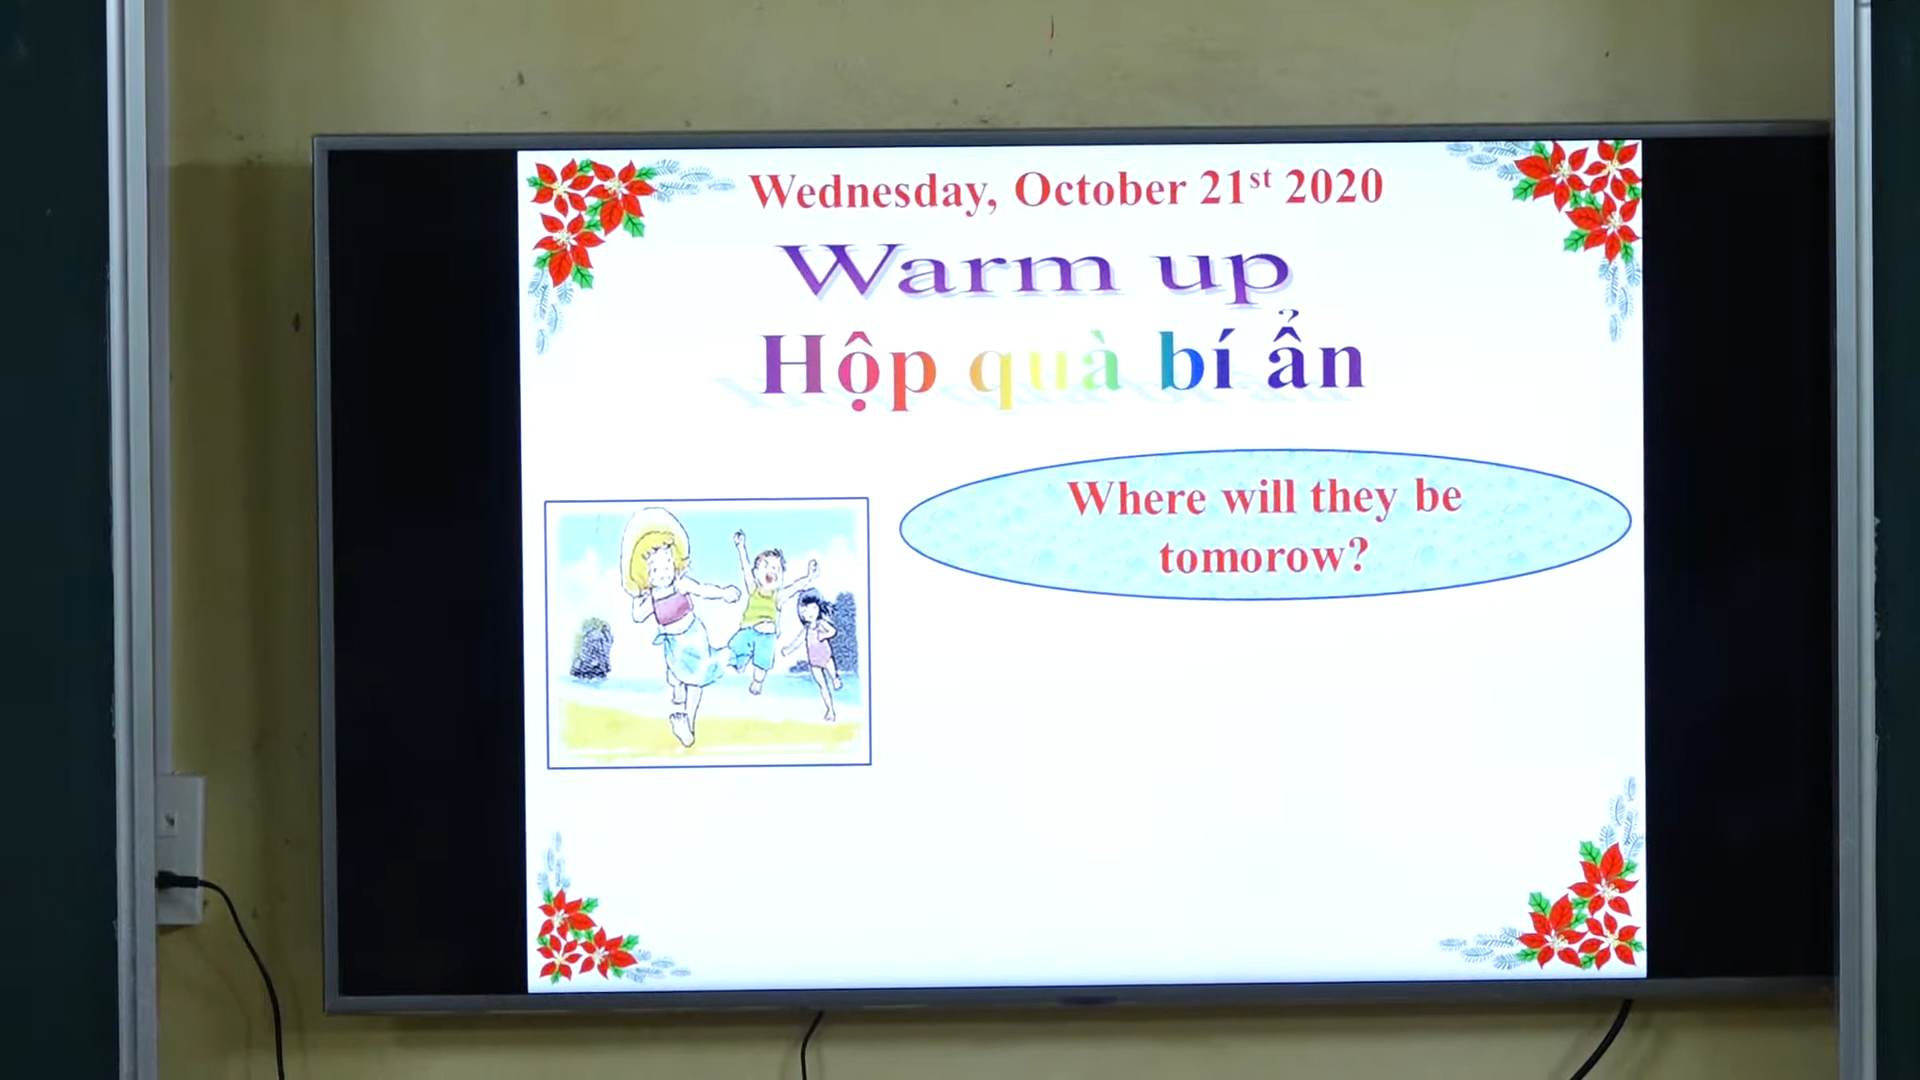 Wednesday, October 21st 2020
Warm up
Hộp quà bí ẩn
Where will they be
tomorow?